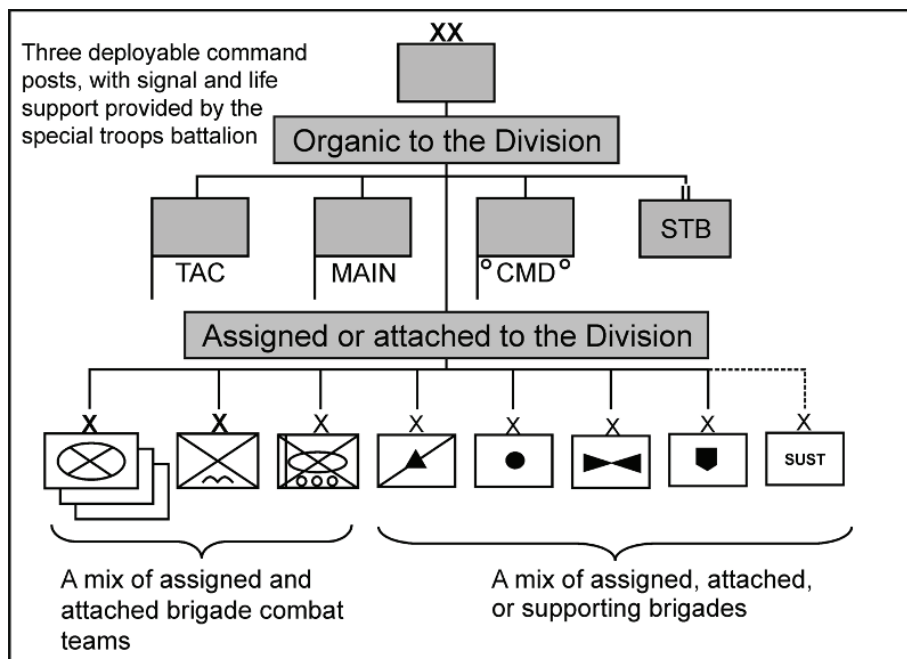 XX
Three deployable command
posts, with signal and life
support provided by the
special troops battalion
Organic to the Division
II
TAC
MAIN
CMD
STB
Assigned or attached to the Division
X X X X X X X X
SUST
A mix of assigned and
attached brigade combat
teams
A mix of assigned, attached,
or supporting brigades